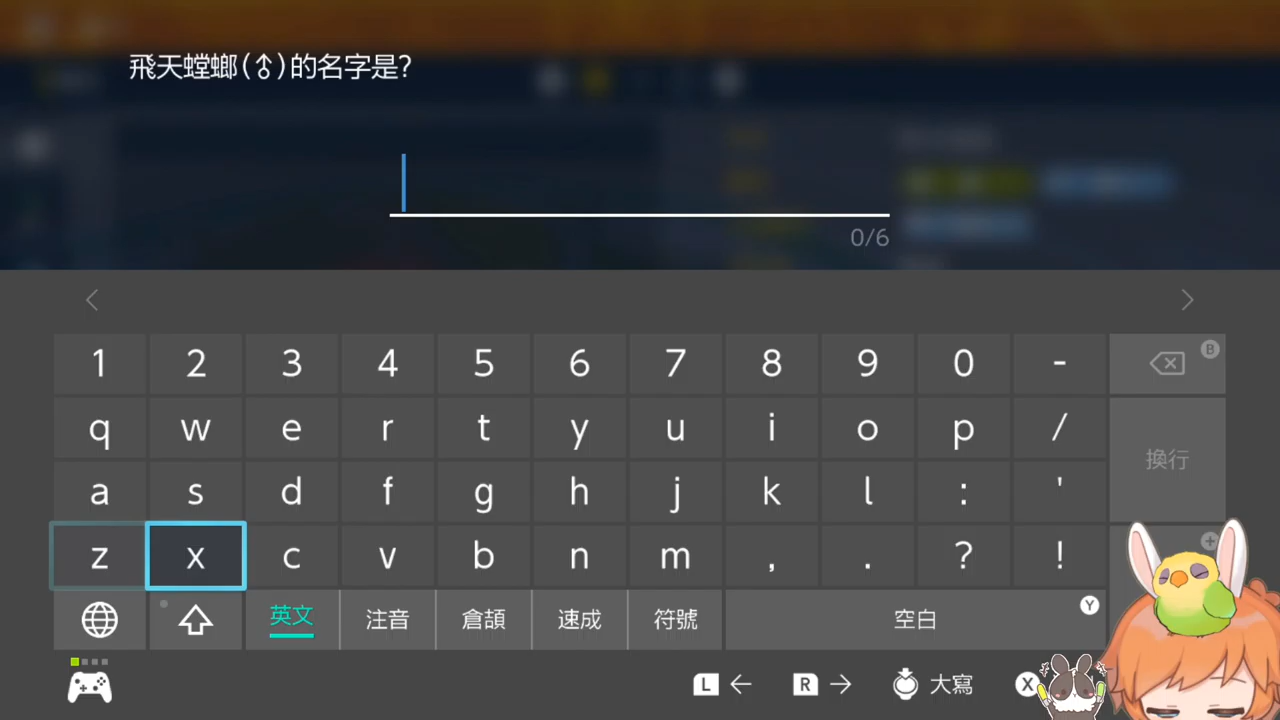 飛天螳螂(♂)的名字是?
0/6
1 2 3 4 5 6 7 8 9 0 - B
q w e r t y u i o p /
a s d f g h j k l : ' 換行
z x c v b n m , . ? ! +
英文 注音 倉頡 速成 符號 空白 Y
L ← R → 大寫 X